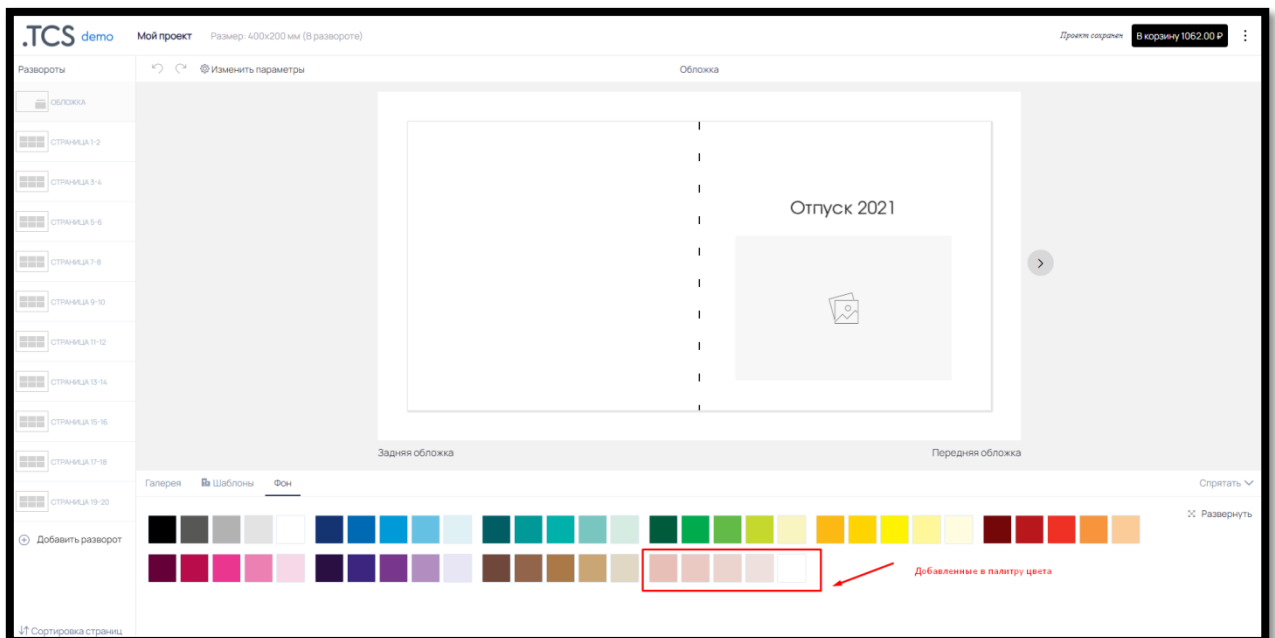 .TCS demo Мой проект Размер: 400x200 мм (В развороте) Проект сохранен В корзину 1062.00 ₽
Развороты Изменить параметры Обложка
ОБЛОЖКА
СТРАНИЦА 1-2
СТРАНИЦА 3-4
СТРАНИЦА 5-6
СТРАНИЦА 7-8
СТРАНИЦА 9-10
СТРАНИЦА 11-12
СТРАНИЦА 13-14
СТРАНИЦА 15-16
СТРАНИЦА 17-18
СТРАНИЦА 19-20
Добавить разворот
Сортировка страниц
Отпуск 2021
Задняя обложка Передняя обложка
Галерея Шаблоны Фон Спрятать
Развернуть
Добавленные в палитру цвета